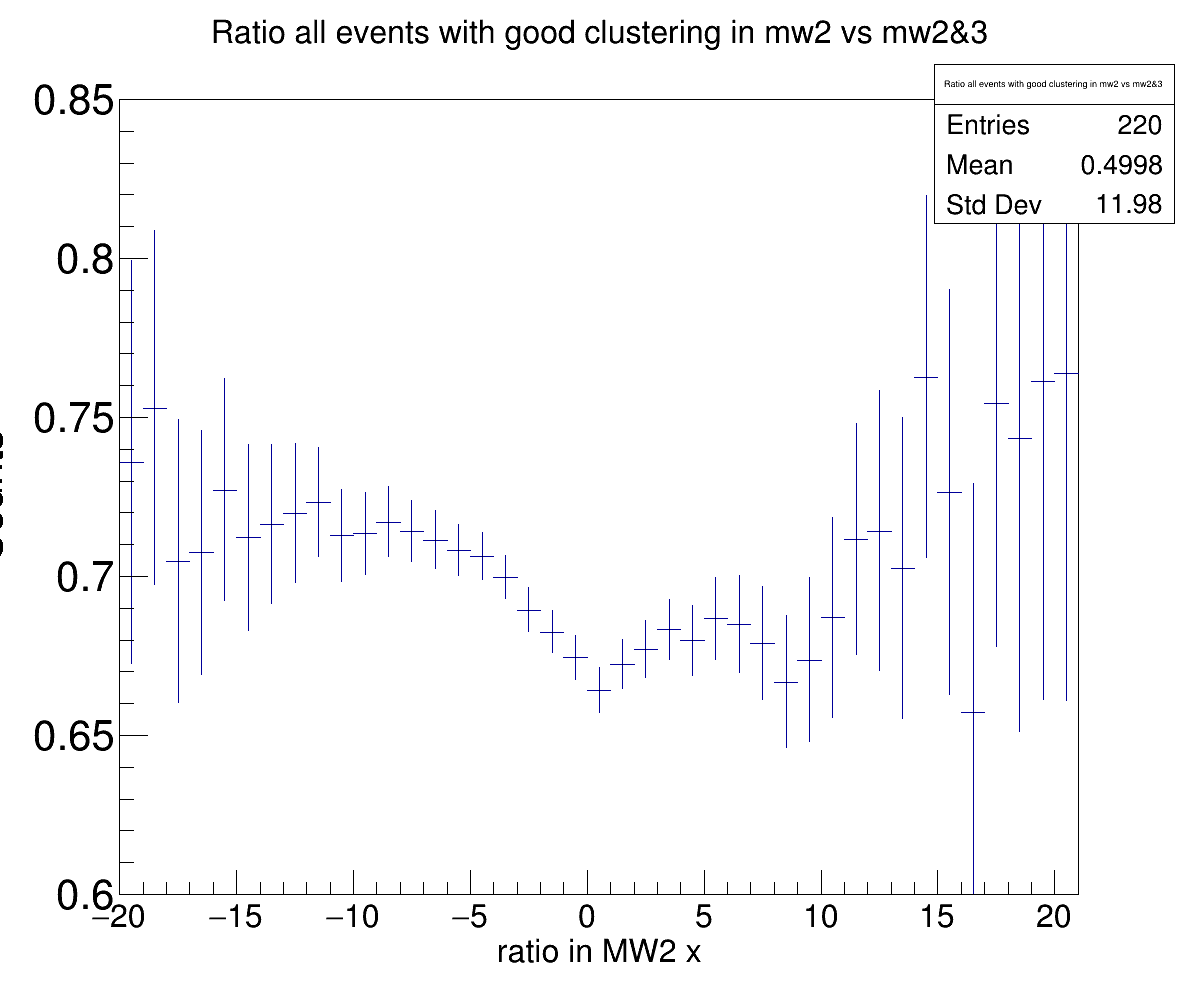 Ratio all events with good clustering in mw2 vs mw2&3
Ratio all events with good clustering in mw2 vs mw2&3
Entries 220
Mean 0.4998
Std Dev 11.98
0.85
0.8
0.75
0.7
0.65
0.6
−20 −15 −10 −5 0 5 10 15 20
ratio in MW2 x